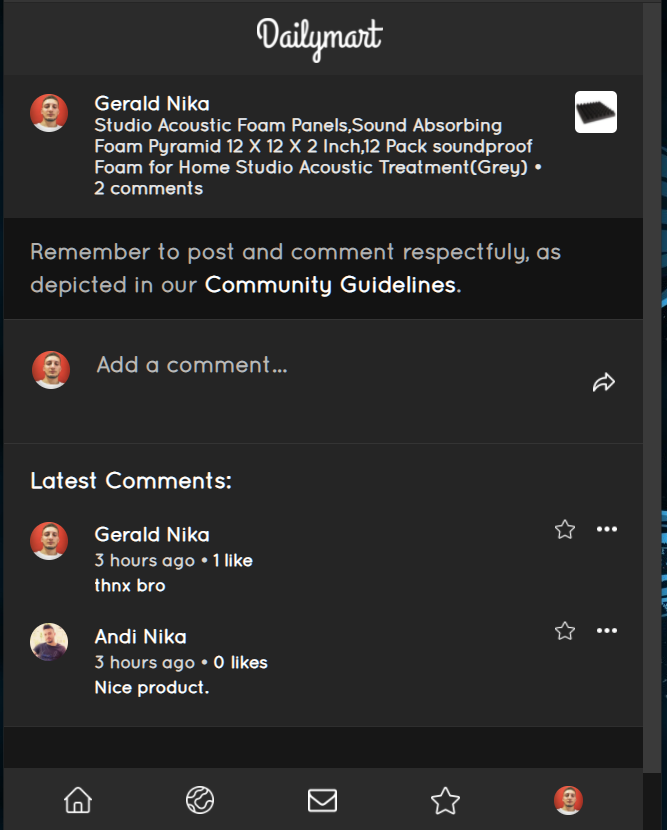 Dailymart
Gerald Nika
Studio Acoustic Foam Panels,Sound Absorbing
Foam Pyramid 12 X 12 X 2 Inch,12 Pack soundproof
Foam for Home Studio Acoustic Treatment(Grey) •
2 comments
Remember to post and comment respectfuly, as
depicted in our Community Guidelines.
Add a comment...
Latest Comments:
Gerald Nika
3 hours ago • 1 like
thnx bro
Andi Nika
3 hours ago • 0 likes
Nice product.